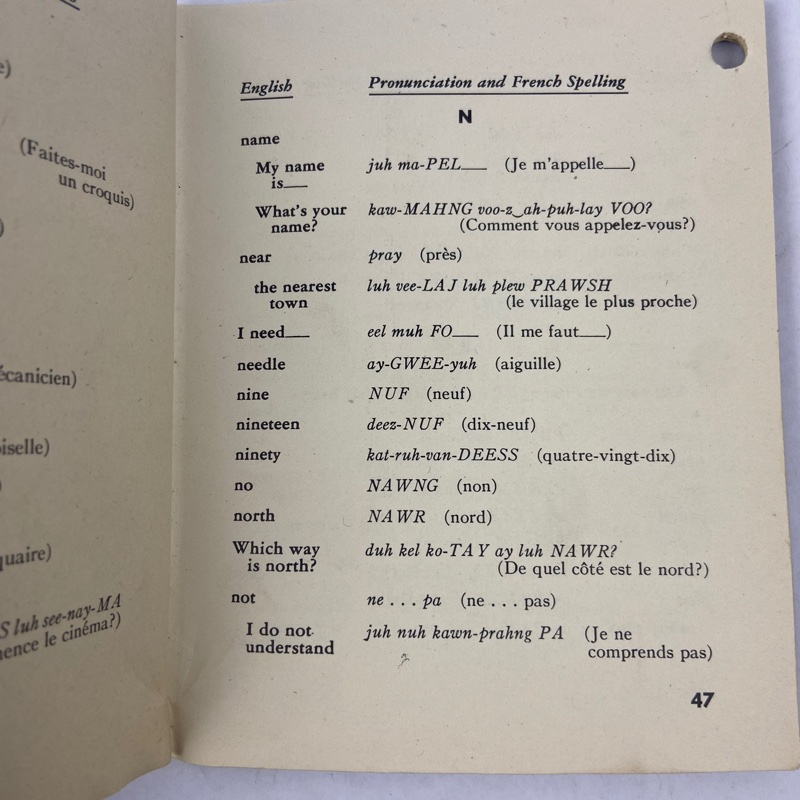 (Faites-moi
un croquis)
écanicien)
oiselle)
quaire)
S luh see-nay-MA
mence le cinéma?)
English Pronunciation and French Spelling
N
name
My name juh ma-PEL___ (Je m'appelle___)
is___
What's your kaw-MAHNG voo-z‿ah-puh-lay VOO?
name? (Comment vous appelez-vous?)
near pray (près)
the nearest luh vee-LAJ luh plew PRAWSH
town (le village le plus proche)
I need___ eel muh FO___ (Il me faut___)
needle ay-GWEE-yuh (aiguille)
nine NUF (neuf)
nineteen deez-NUF (dix-neuf)
ninety kat-ruh-van-DEESS (quatre-vingt-dix)
no NAWNG (non)
north NAWR (nord)
Which way duh kel ko-TAY ay luh NAWR?
is north? (De quel côté est le nord?)
not ne . . . pa (ne . . . pas)
I do not juh nuh kawn-prahng PA (Je ne
understand comprends pas)
47